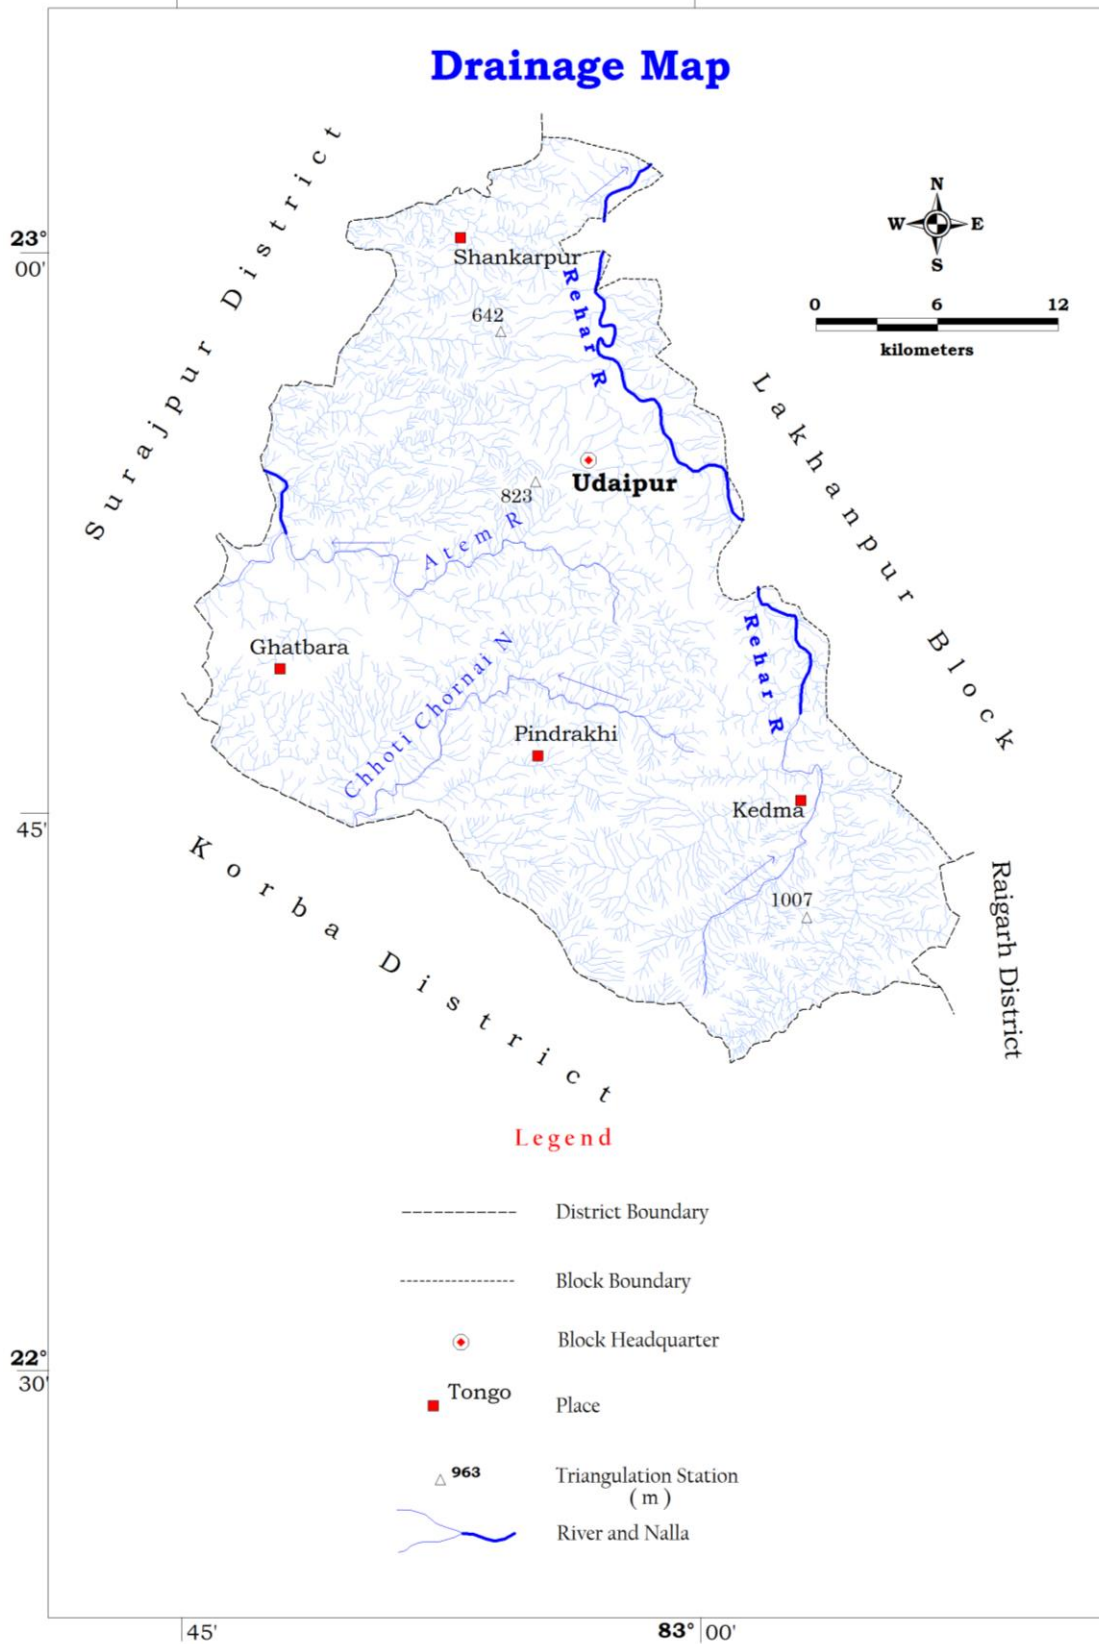 Drainage Map
Surajpur District
N
W E
S
23°
00'
Shankarpur
Rehar R
642
0 6 12
kilometers
Lakhanpur Block
Udaipur
823
Atem R
Ghatbara
Rehar R
Chhoti Chornai N
Pindrakhi
Kedma
45'
Korba District
1007
Raigarh District
Legend
District Boundary
Block Boundary
Block Headquarter
22°
30'
Tongo
Place
963
Triangulation Station
( m )
River and Nalla
45'
83° 00'